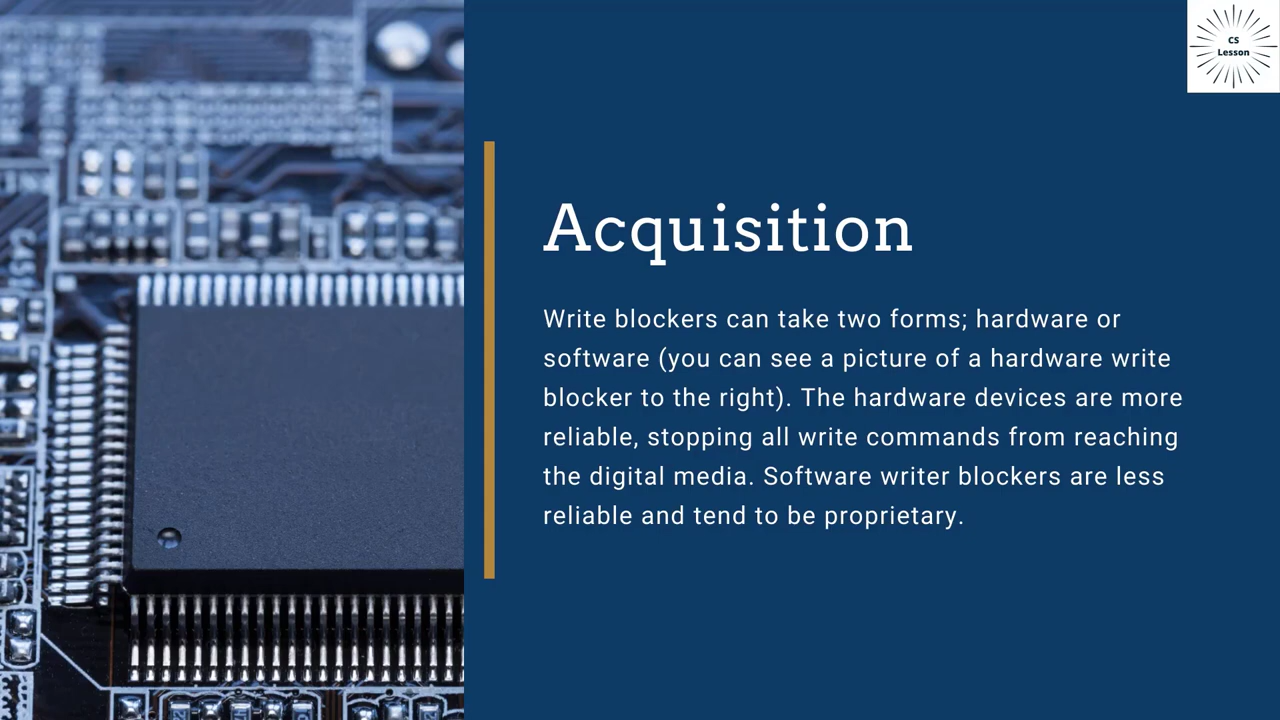 CS
Lesson
Acquisition
Write blockers can take two forms; hardware or
software (you can see a picture of a hardware write
blocker to the right). The hardware devices are more
reliable, stopping all write commands from reaching
the digital media. Software writer blockers are less
reliable and tend to be proprietary.